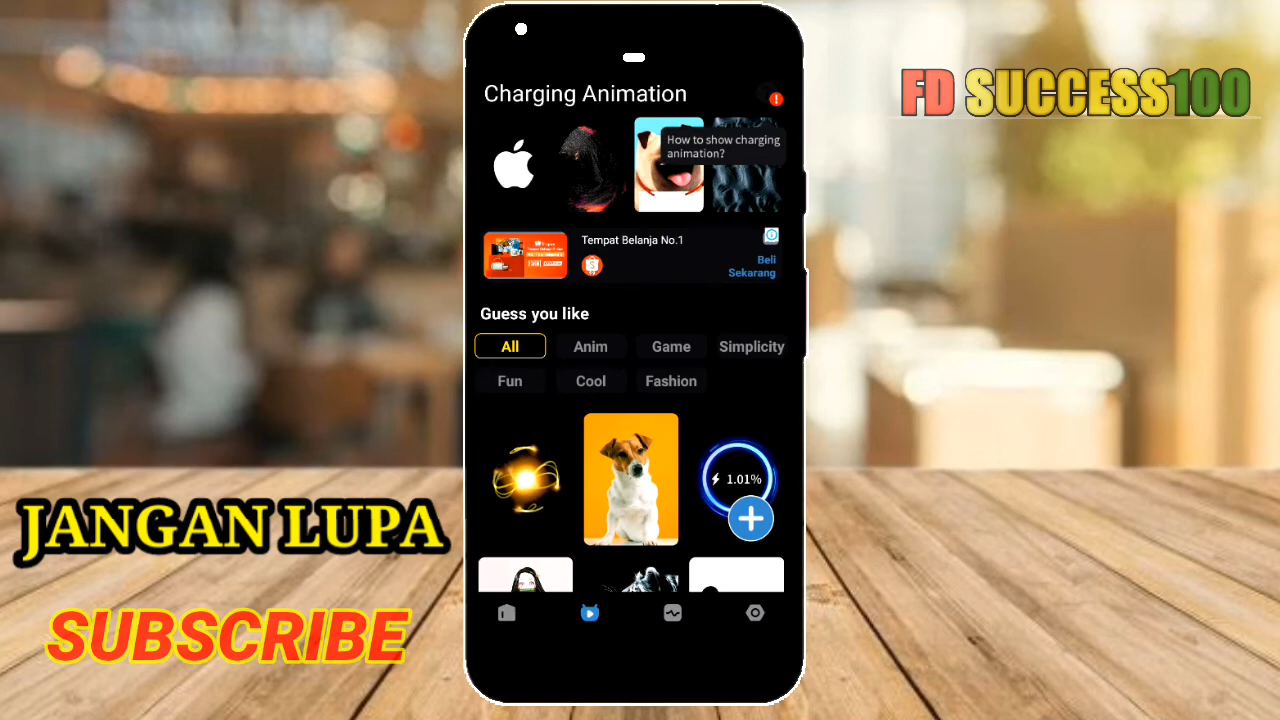 Charging Animation
FD SUCCESS100
How to show charging
animation?
Tempat Belanja No.1
Beli
Sekarang
Guess you like
All Anim Game Simplicity
Fun Cool Fashion
1.01%
JANGAN LUPA
SUBSCRIBE